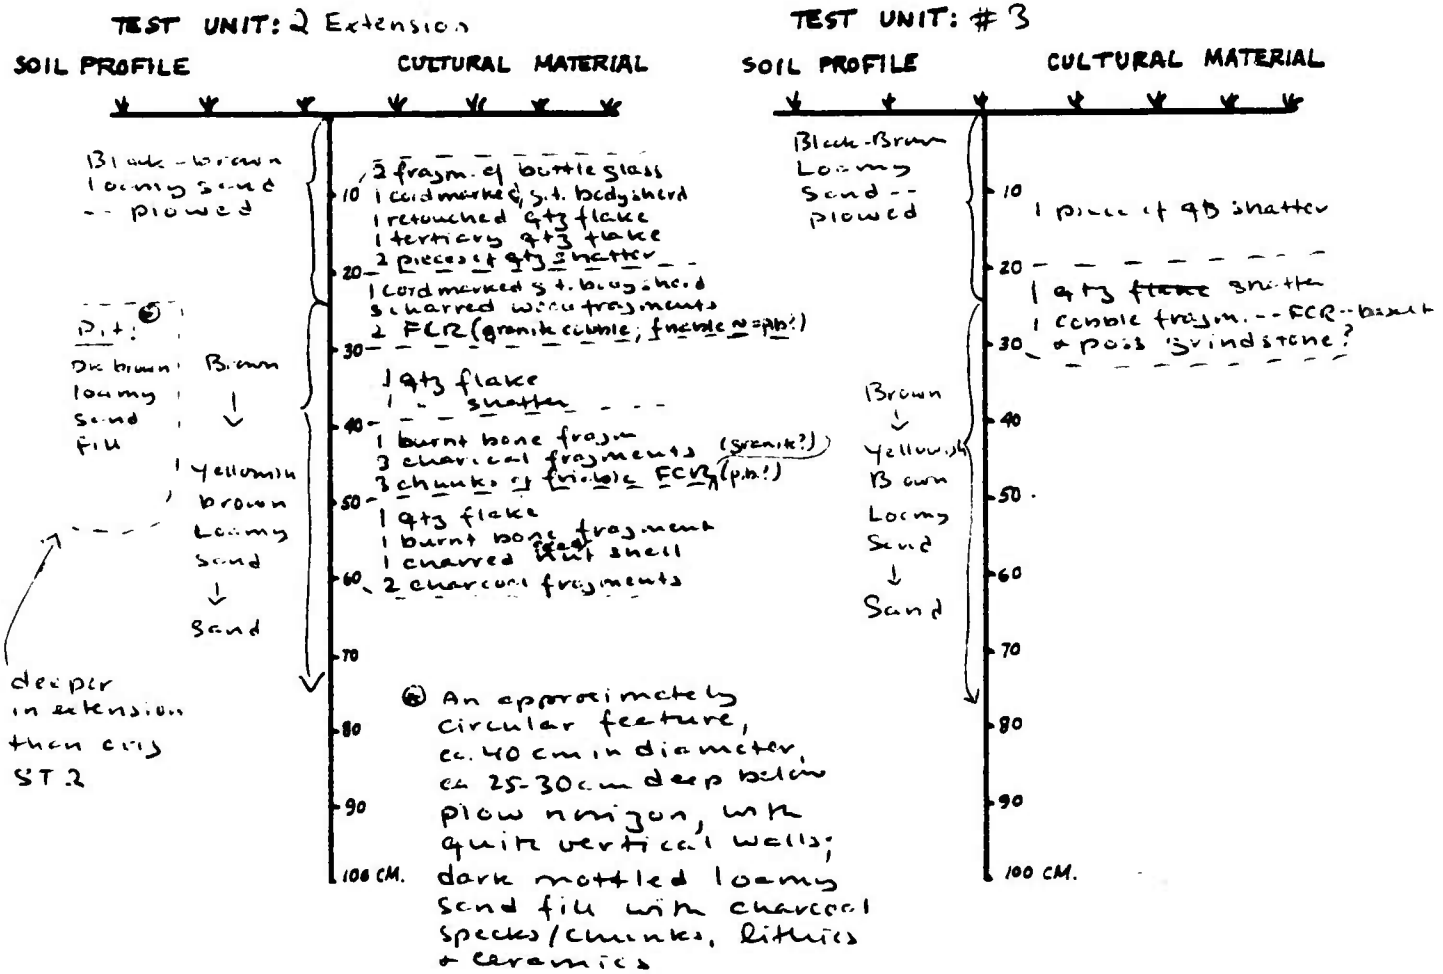 TEST UNIT: 2 Extension
SOIL PROFILE
CULTURAL MATERIAL
Black-brown
loamy sand
-- plowed
10
20
30
40
50
60
70
80
90
100 CM.
2 fragm. of bottle glass
1 cordmarked, g.t. bodysherd
1 retouched qtz flake
1 tertiary qtz flake
2 pieces of qtz shatter
1 cordmarked g.t. bodysherd
charred wood fragments
2 FCR (granite cobble; friable
1 qtz flake
1 " shatter
1 burnt bone fragm
3 charcoal fragments (granite?)
3 chunks of friable FCR
1 qtz flake
1 burnt bone fragment
1 charred nut shell
2 charcoal fragments
Pit:
Dk brown
loamy
sand
fill
Brown
Yellowish
brown
Loamy
Sand
Sand
deeper
in extension
than orig
ST 2
An approximately
circular feature,
ca. 40 cm in diameter,
ca 25-30 cm deep below
plow horizon, with
quite vertical walls;
dark mottled loamy
sand fill with charcoal
specks/chunks, lithics
+ ceramics
TEST UNIT: #3
SOIL PROFILE
CULTURAL MATERIAL
Black-Brown
Loamy
Sand --
plowed
10
20
30
40
50
60
70
80
90
100 CM.
1 piece of shatter
1 qtz flake shatter
1 cobble fragm. -- FCR -- basalt
+ poss grindstone?
Brown
Yellowish
Brown
Loamy
Sand
Sand